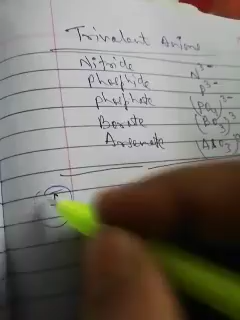 Trivalent Anions
Nitride N³⁻
Phosphide P³⁻
phosphate (PO₄)³⁻
Borate (BO₃)⁻³
Arsenate (AsO₃)³⁻